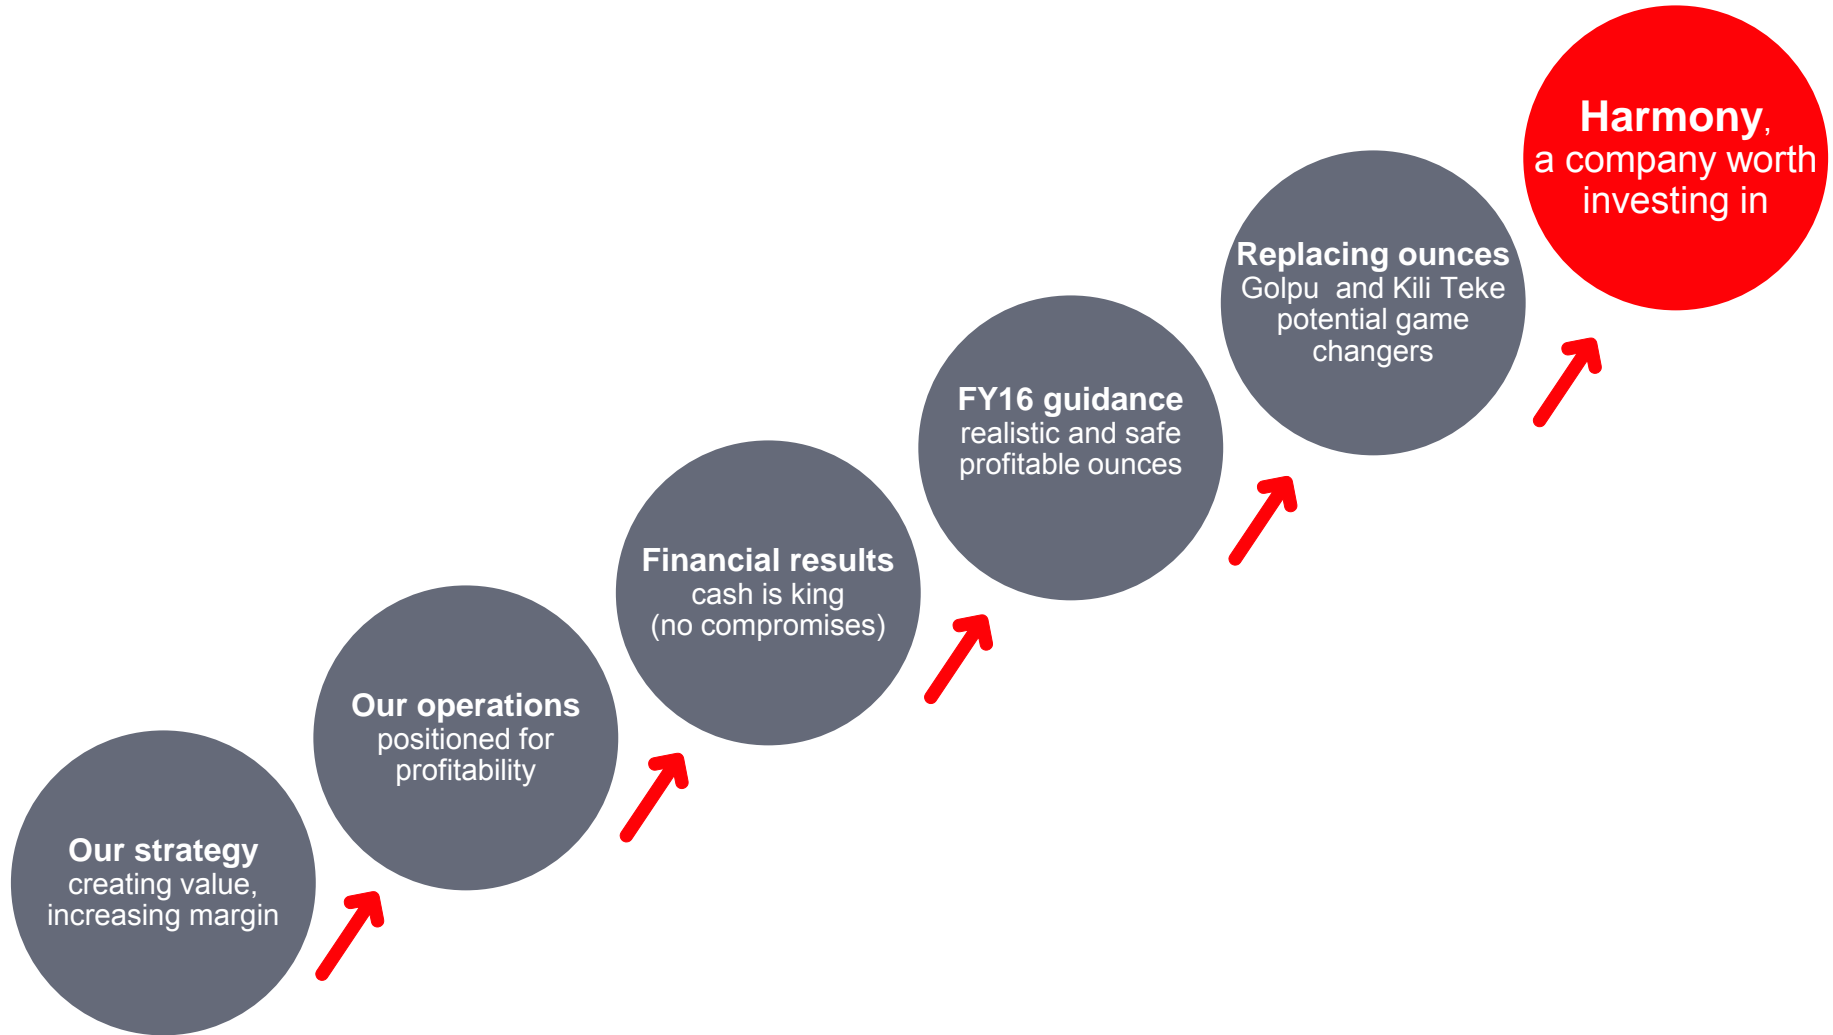 Harmony,
a company worth
investing in
Replacing ounces
Golpu and Kili Teke
potential game
changers
FY16 guidance
realistic and safe
profitable ounces
Financial results
cash is king
(no compromises)
Our operations
positioned for
profitability
Our strategy
creating value,
increasing margin